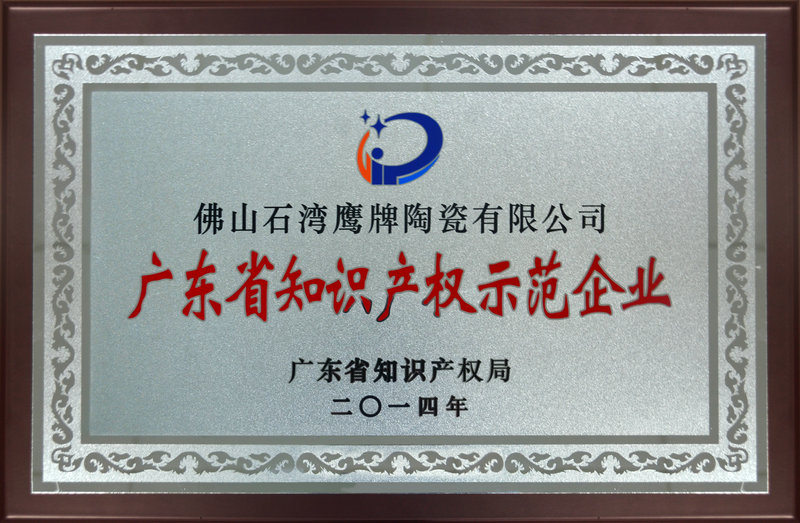 佛山石湾鹰牌陶瓷有限公司
广东省知识产权示范企业
广东省知识产权局
二〇一四年